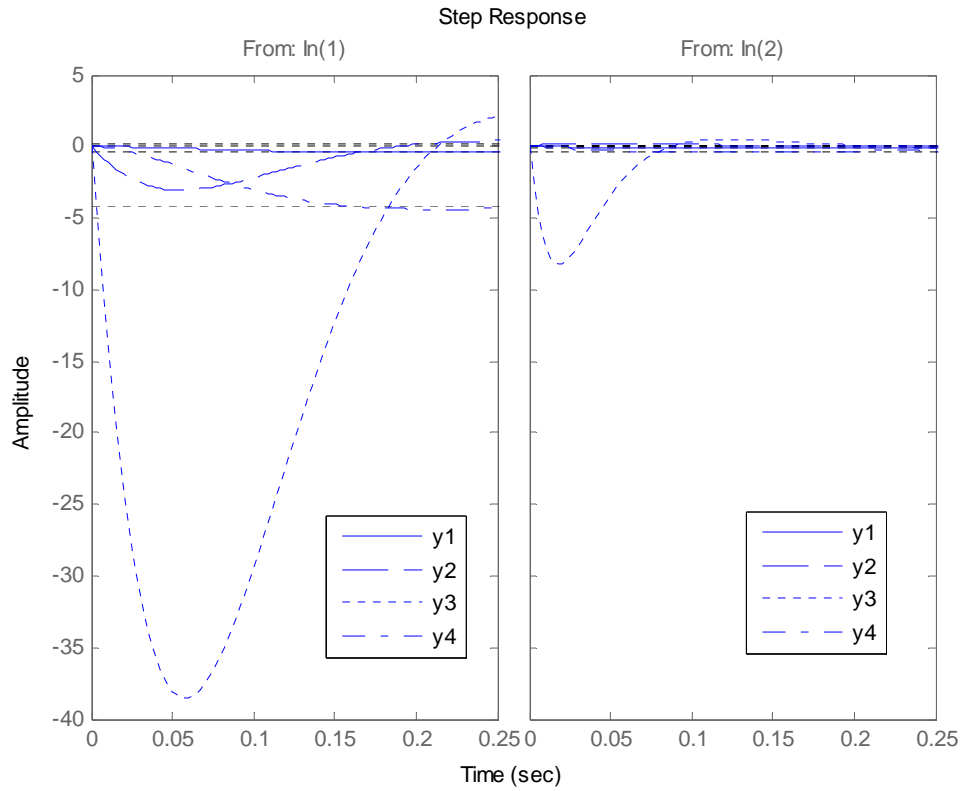 Step Response
From: In(1)
From: In(2)
Amplitude
5
0
-5
-10
-15
-20
-25
-30
-35
-40
y1
y2
y3
y4
y1
y2
y3
y4
0 0.05 0.1 0.15 0.2 0.25
0 0.05 0.1 0.15 0.2 0.25
Time (sec)